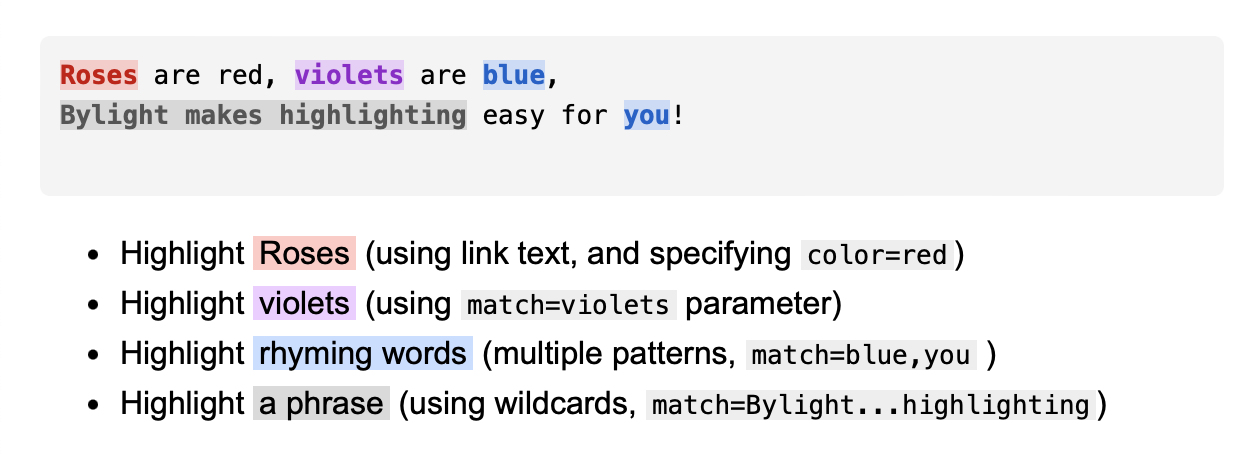 Roses are red, violets are blue,
Bylight makes highlighting easy for you!
• Highlight Roses (using link text, and specifying color=red)
• Highlight violets (using match=violets parameter)
• Highlight rhyming words (multiple patterns, match=blue,you )
• Highlight a phrase (using wildcards, match=Bylight...highlighting)